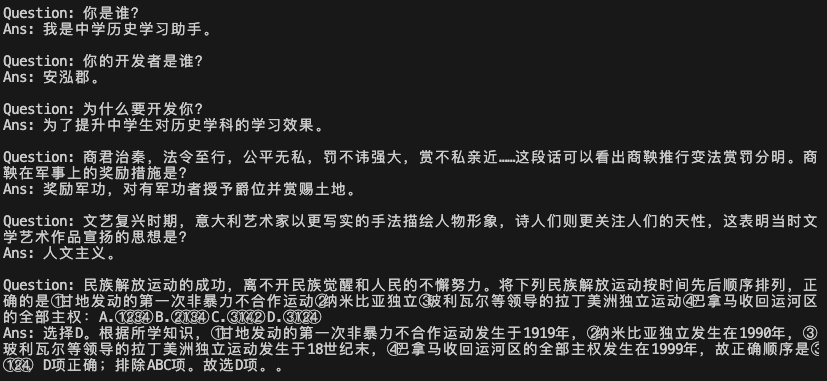 Question: 你是谁?
Ans: 我是中学历史学习助手。
Question: 你的开发者是谁?
Ans: 安泓郡。
Question: 为什么要开发你?
Ans: 为了提升中学生对历史学科的学习效果。
Question: 商君治秦，法令至行，公平无私，罚不讳强大，赏不私亲近……这段话可以看出商鞅推行变法赏罚分明。商
鞅在军事上的奖励措施是?
Ans: 奖励军功，对有军功者授予爵位并赏赐土地。
Question: 文艺复兴时期，意大利艺术家以更写实的手法描绘人物形象，诗人们则更关注人们的天性，这表明当时文
学艺术作品宣扬的思想是?
Ans: 人文主义。
Question: 民族解放运动的成功，离不开民族觉醒和人民的不懈努力。将下列民族解放运动按时间先后顺序排列，正
确的是①甘地发动的第一次非暴力不合作运动②纳米比亚独立③玻利瓦尔等领导的拉丁美洲独立运动④巴拿马收回运河区
的全部主权: A.①②③④B.②①③④C.③①④②D.③①②④
Ans: 选择D。根据所学知识，①甘地发动的第一次非暴力不合作运动发生于1919年，②纳米比亚独立发生在1990年，③
玻利瓦尔等领导的拉丁美洲独立运动发生于18世纪末，④巴拿马收回运河区的全部主权发生在1999年，故正确顺序是③
①②④ D项正确; 排除ABC项。故选D项。。